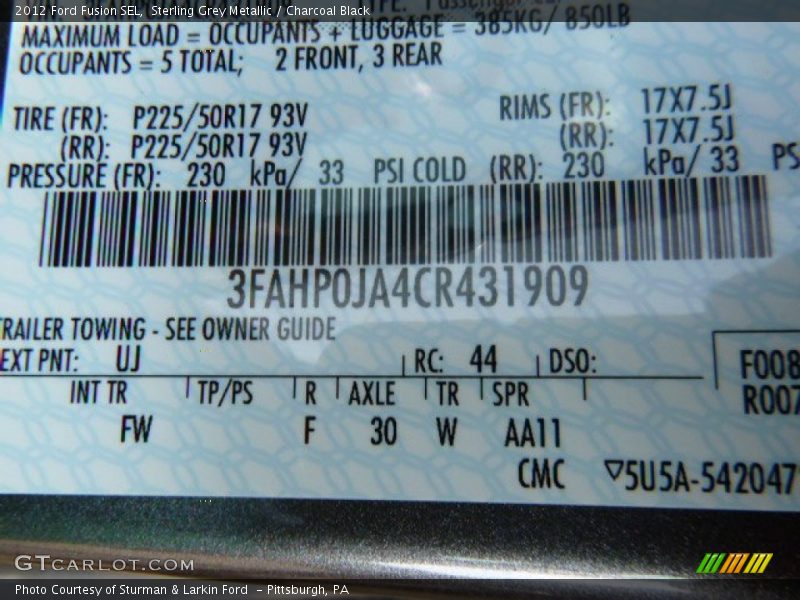 2012 Ford Fusion SEL, Sterling Grey Metallic / Charcoal Black
MAXIMUM LOAD = OCCUPANTS + LUGGAGE = 385KG/ 850LB
OCCUPANTS = 5 TOTAL; 2 FRONT, 3 REAR
TIRE (FR): P225/50R17 93V RIMS (FR): 17X7.5J
(RR): P225/50R17 93V (RR): 17X7.5J
PRESSURE (FR): 230 kPa/ 33 PSI COLD (RR): 230 kPa/ 33 PS
3FAHP0JA4CR431909
TRAILER TOWING - SEE OWNER GUIDE
EXT PNT: UJ RC: 44 DSO:
F008
INT TR TP/PS R AXLE TR SPR
R007
FW F 30 W AA11
CMC ▽5U5A-542047
GTCARLOT.COM
Photo Courtesy of Sturman & Larkin Ford - Pittsburgh, PA